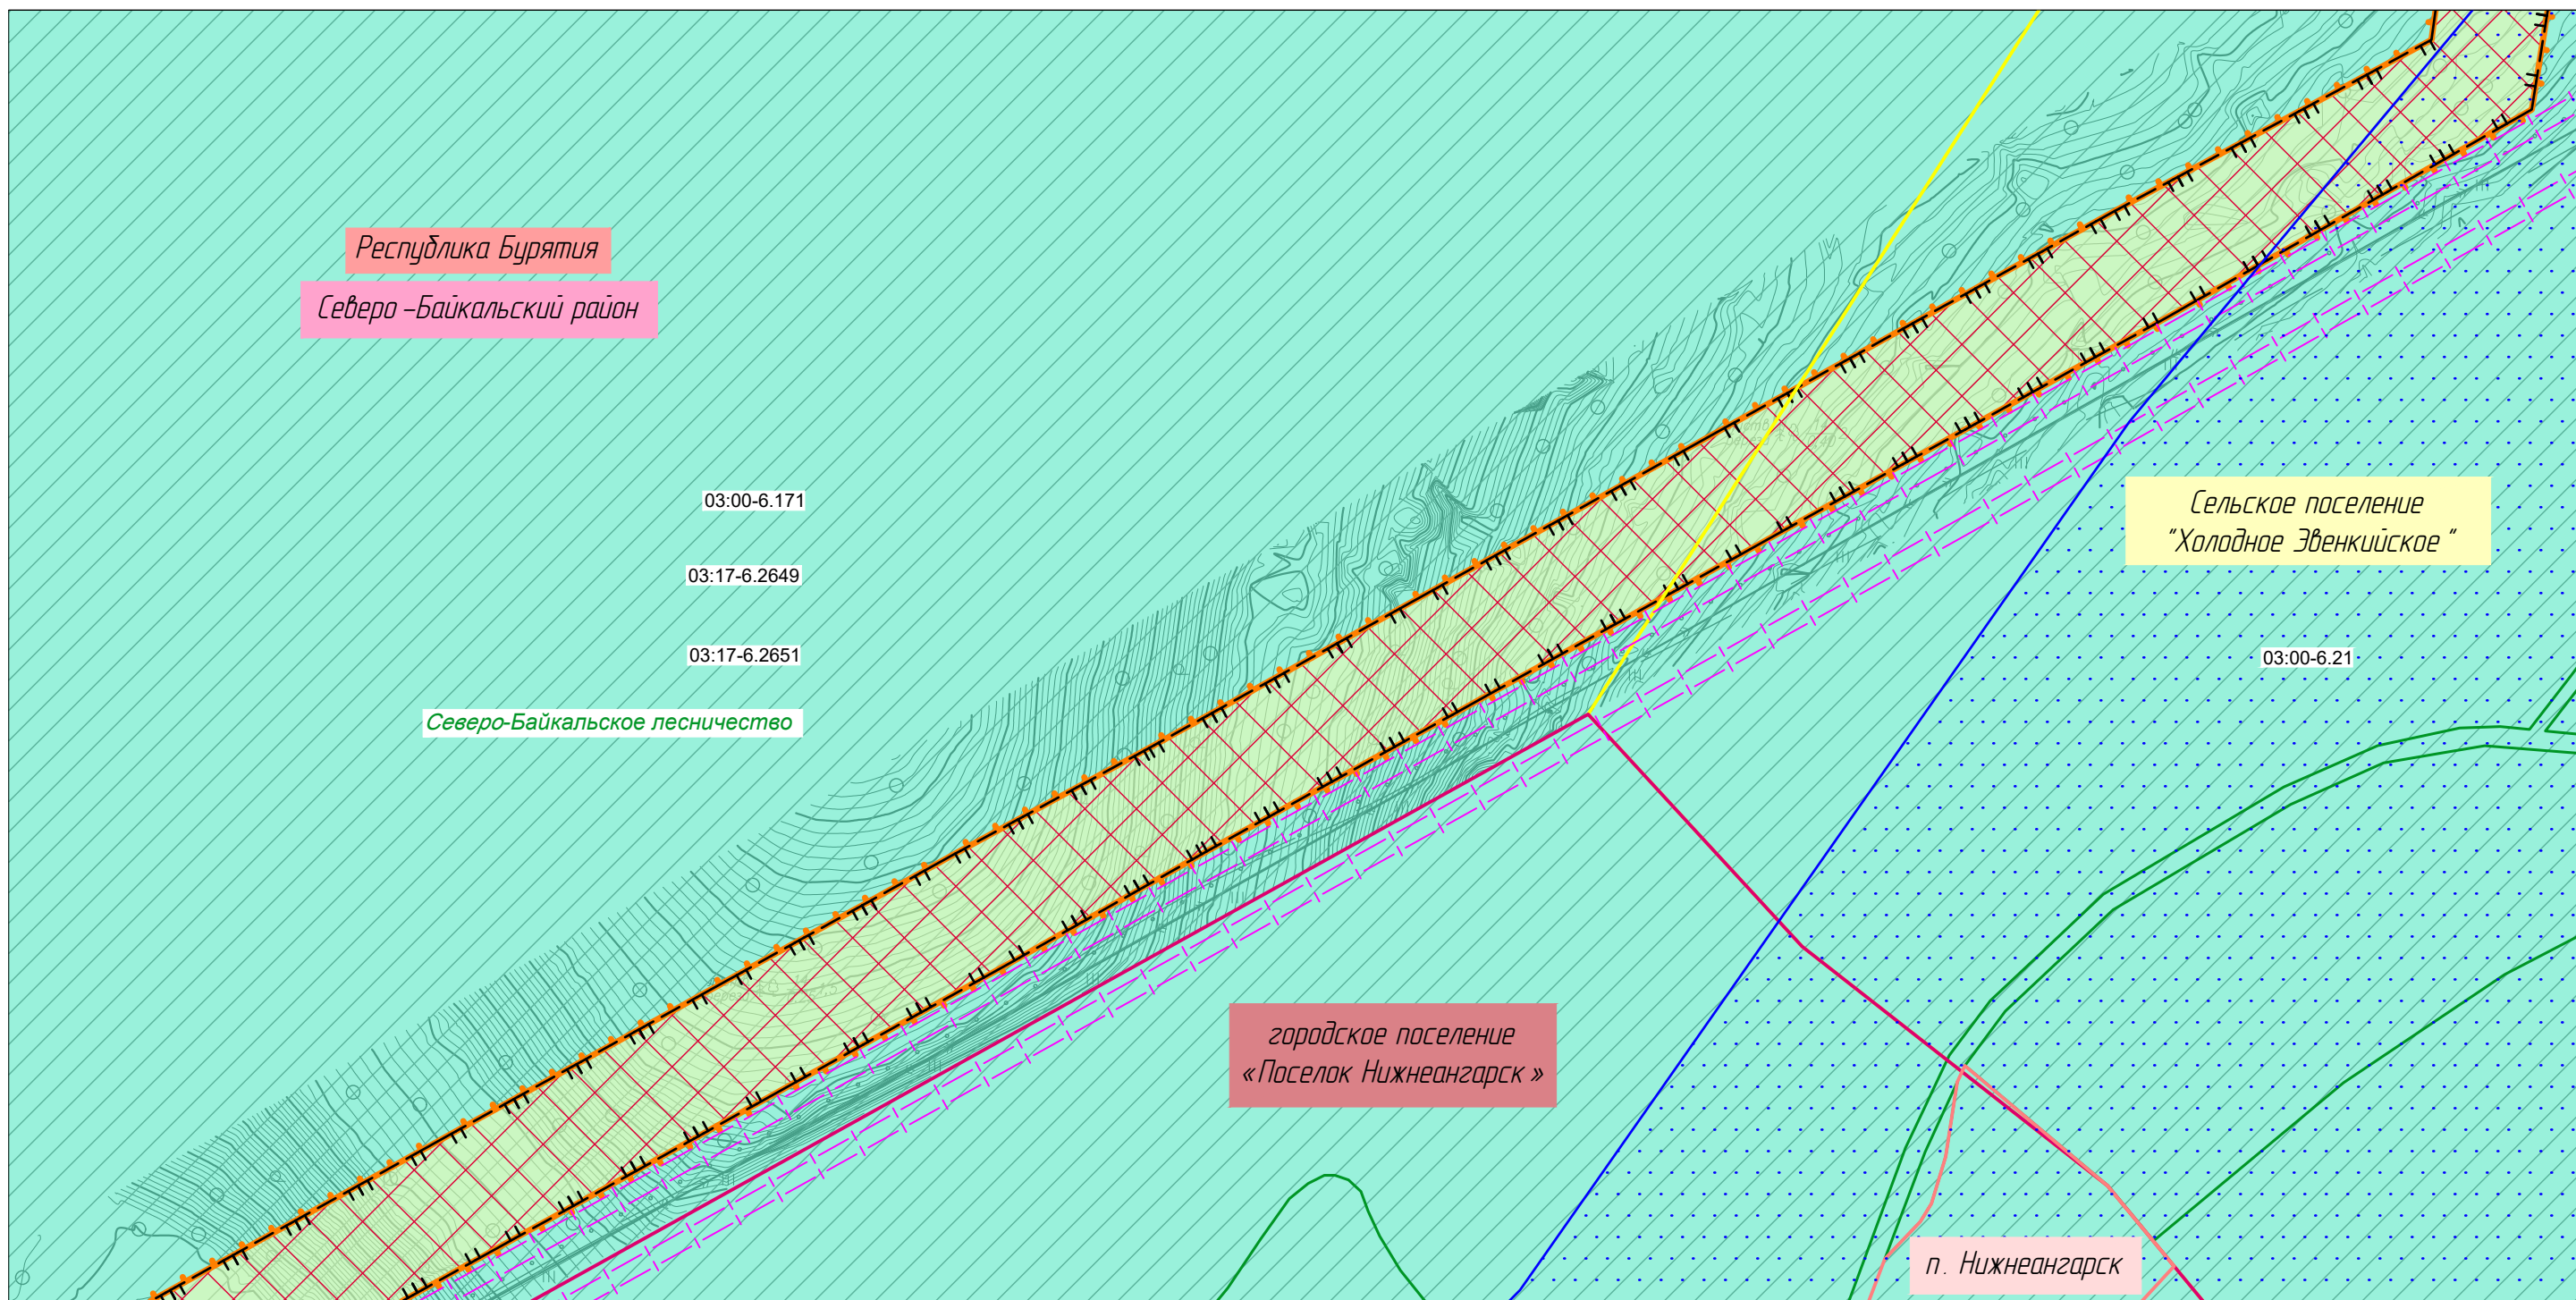 Республика Бурятия
Северо-Байкальский район
03:00-6.171
03:17-6.2649
03:17-6.2651
Северо-Байкальское лесничество
Сельское поселение
"Холодное Эвенкийское"
03:00-6.21
городское поселение
«Поселок Нижнеангарск»
п. Нижнеангарск